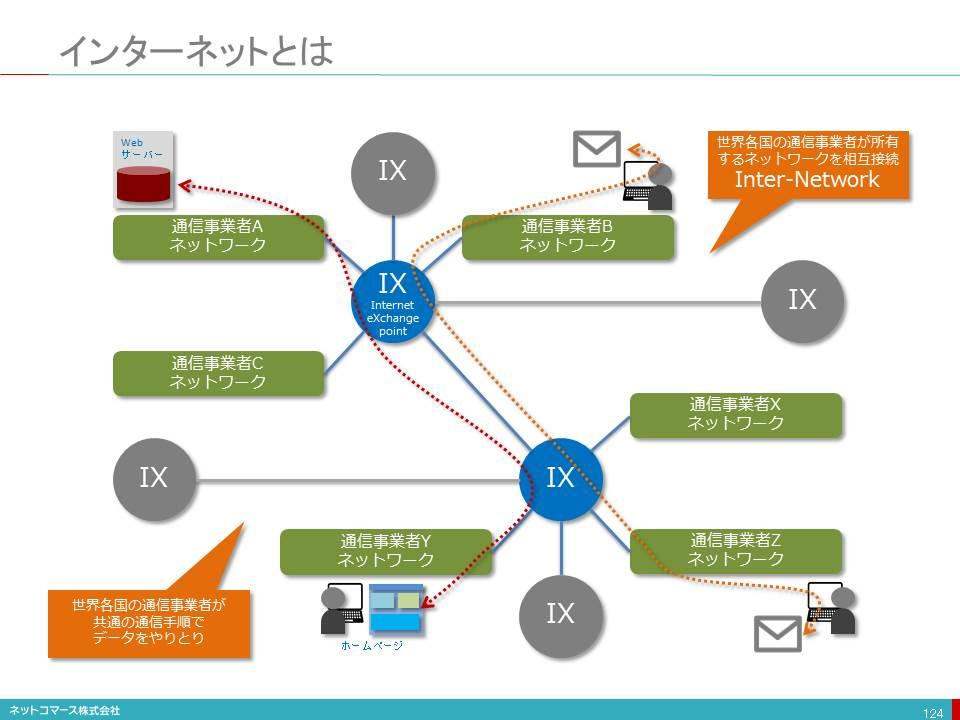 インターネットとは
Web
サーバー
IX
世界各国の通信事業者が所有
するネットワークを相互接続
Inter-Network
通信事業者A
ネットワーク
通信事業者B
ネットワーク
IX
Internet
eXchange
point
IX
通信事業者C
ネットワーク
通信事業者X
ネットワーク
IX
IX
通信事業者Y
ネットワーク
通信事業者Z
ネットワーク
世界各国の通信事業者が
共通の通信手順で
データをやりとり
IX
ホームページ
ネットコマース株式会社
124